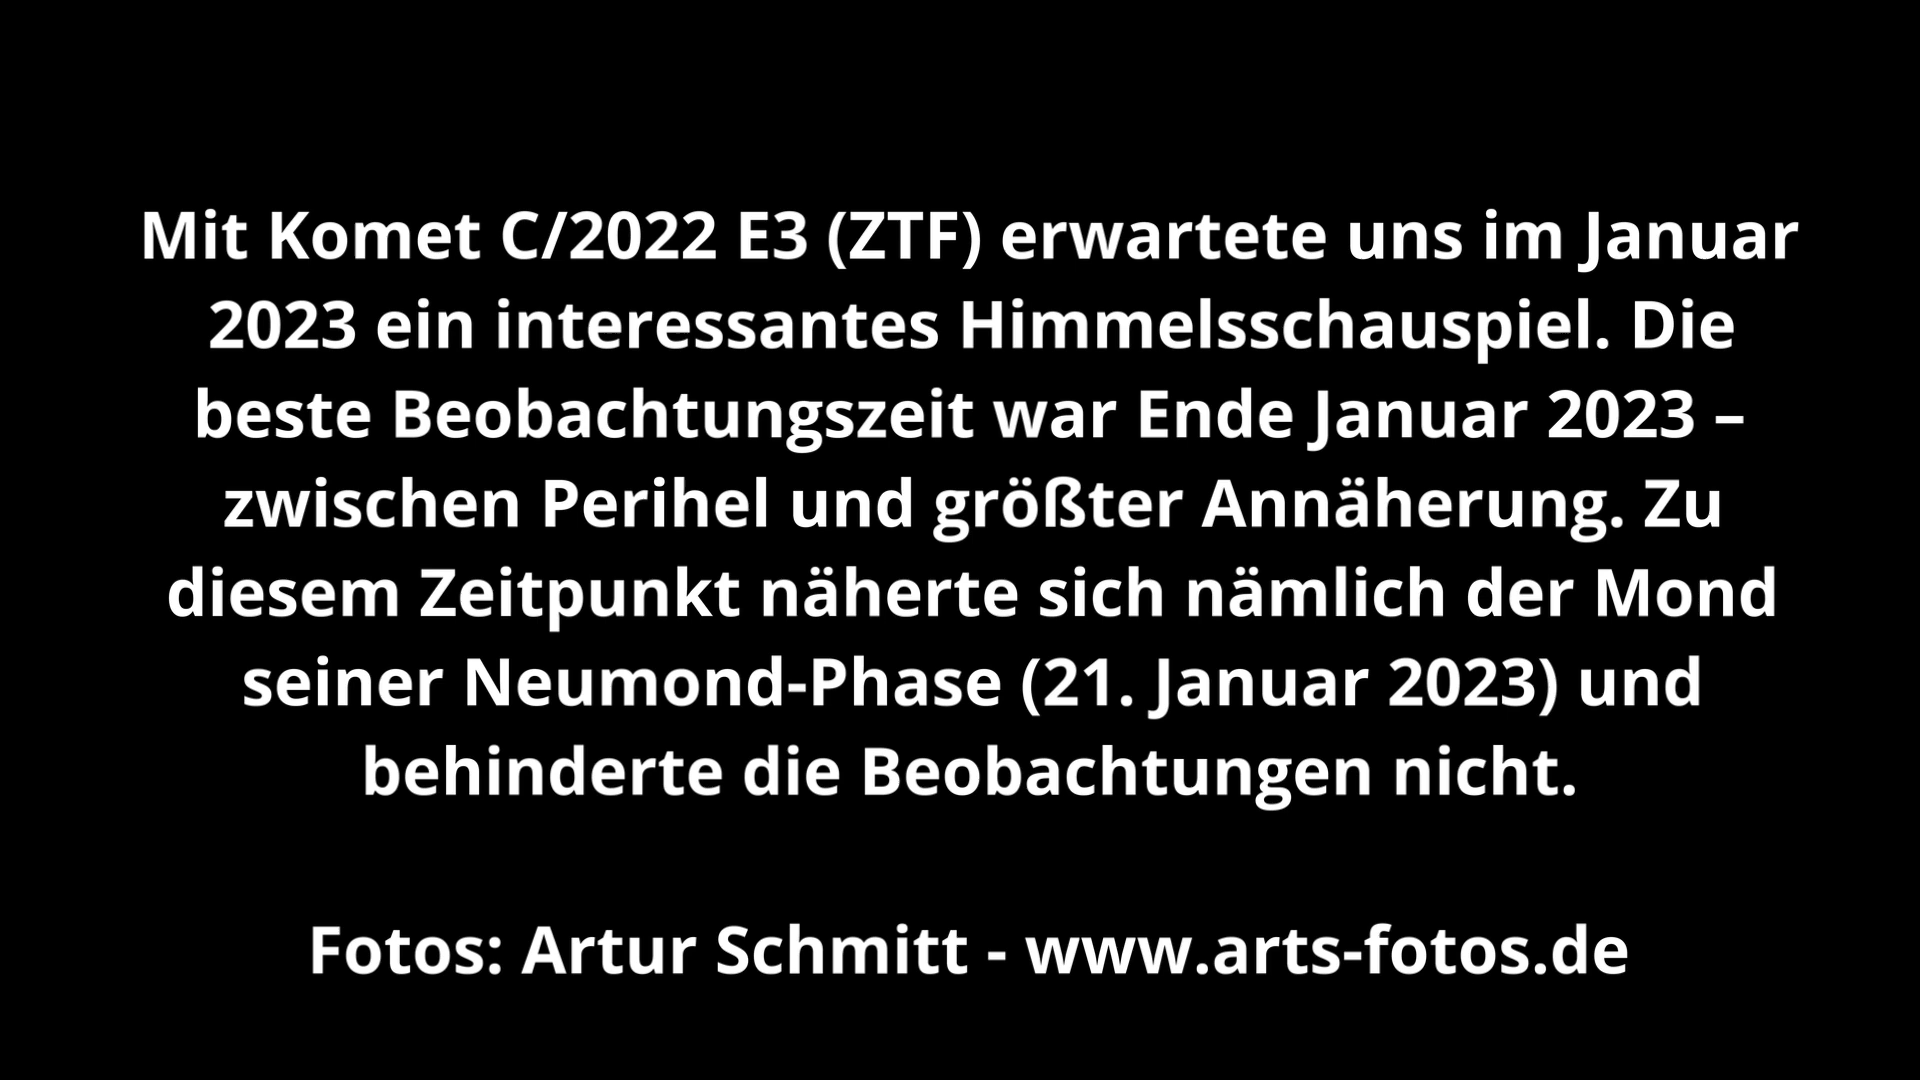 Mit Komet C/2022 E3 (ZTF) erwartete uns im Januar
2023 ein interessantes Himmelsschauspiel. Die
beste Beobachtungszeit war Ende Januar 2023 –
zwischen Perihel und größter Annäherung. Zu
diesem Zeitpunkt näherte sich nämlich der Mond
seiner Neumond-Phase (21. Januar 2023) und
behinderte die Beobachtungen nicht.
Fotos: Artur Schmitt - www.arts-fotos.de